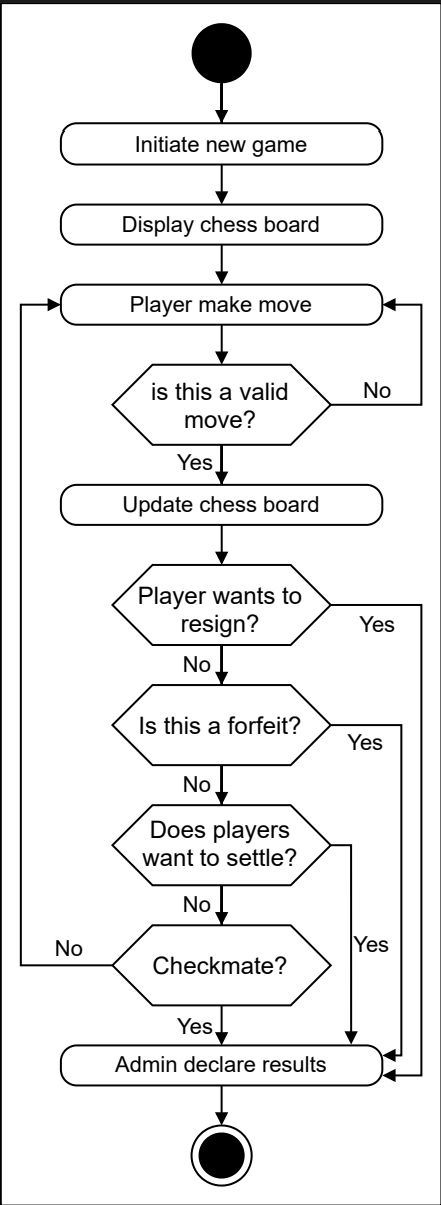 Initiate new game
Display chess board
Player make move
is this a valid
move?
No
Yes
Update chess board
Player wants to
resign?
Yes
No
Is this a forfeit?
Yes
No
Does players
want to settle?
No
Yes
No
Checkmate?
Yes
Admin declare results